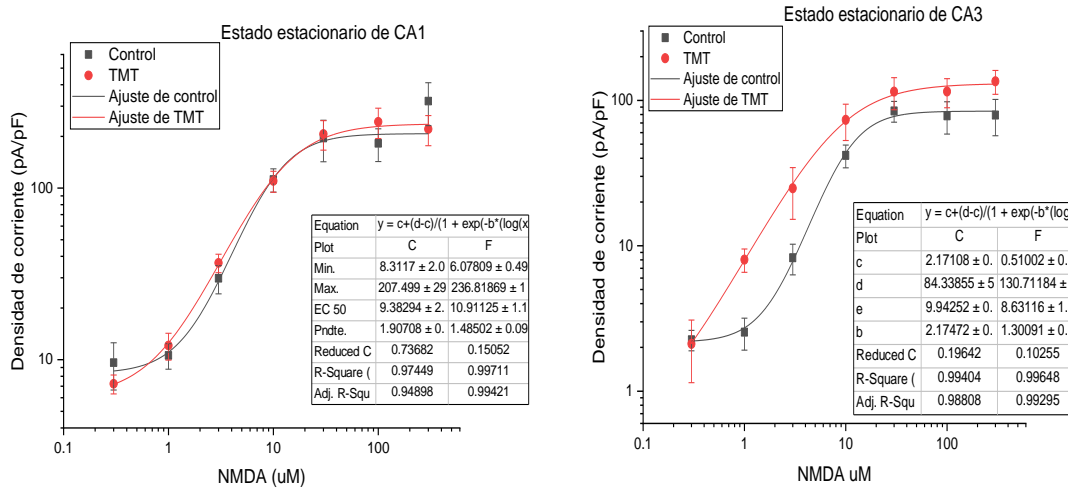 Estado estacionario de CA1
Control
TMT
Ajuste de control
Ajuste de TMT
Densidad de corriente (pA/pF)
100
10
Equation y = c+(d-c)/(1 + exp(-b*(log(x
Plot C F
Min. 8.3117 ± 2.0 6.07809 ± 0.49
Max. 207.499 ± 29 236.81869 ± 1
EC 50 9.38294 ± 2. 10.91125 ± 1.1
Pndte. 1.90708 ± 0. 1.48502 ± 0.09
Reduced C 0.73682 0.15052
R-Square ( 0.97449 0.99711
Adj. R-Squ 0.94898 0.99421
0.1 1 10 100
NMDA (uM)
Estado estacionario de CA3
Control
TMT
Ajuste de control
Ajuste de TMT
Densidad de corriente (pA/pF)
100
10
1
Equation y = c+(d-c)/(1 + exp(-b*(log
Plot C F
c 2.17108 ± 0. 0.51002 ± 0.
d 84.33855 ± 5 130.71184 ±
e 9.94252 ± 0. 8.63116 ± 1.
b 2.17472 ± 0. 1.30091 ± 0.
Reduced C 0.19642 0.10255
R-Square ( 0.99404 0.99648
Adj. R-Squ 0.98808 0.99295
0.1 1 10 100
NMDA uM